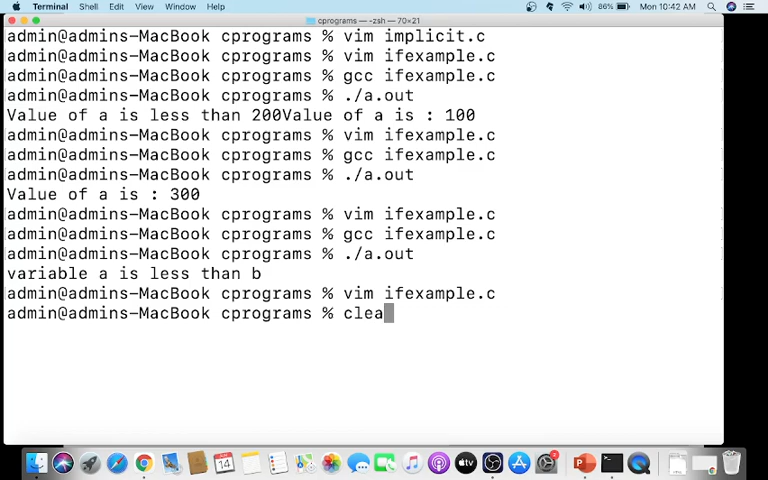 Terminal Shell Edit View Window Help 86% Mon 10:42 AM
cprograms — -zsh — 70×21
admin@admins-MacBook cprograms % vim implicit.c
admin@admins-MacBook cprograms % vim ifexample.c
admin@admins-MacBook cprograms % gcc ifexample.c
admin@admins-MacBook cprograms % ./a.out
Value of a is less than 200Value of a is : 100
admin@admins-MacBook cprograms % vim ifexample.c
admin@admins-MacBook cprograms % gcc ifexample.c
admin@admins-MacBook cprograms % ./a.out
Value of a is : 300
admin@admins-MacBook cprograms % vim ifexample.c
admin@admins-MacBook cprograms % gcc ifexample.c
admin@admins-MacBook cprograms % ./a.out
variable a is less than b
admin@admins-MacBook cprograms % vim ifexample.c
admin@admins-MacBook cprograms % clea
14
tv